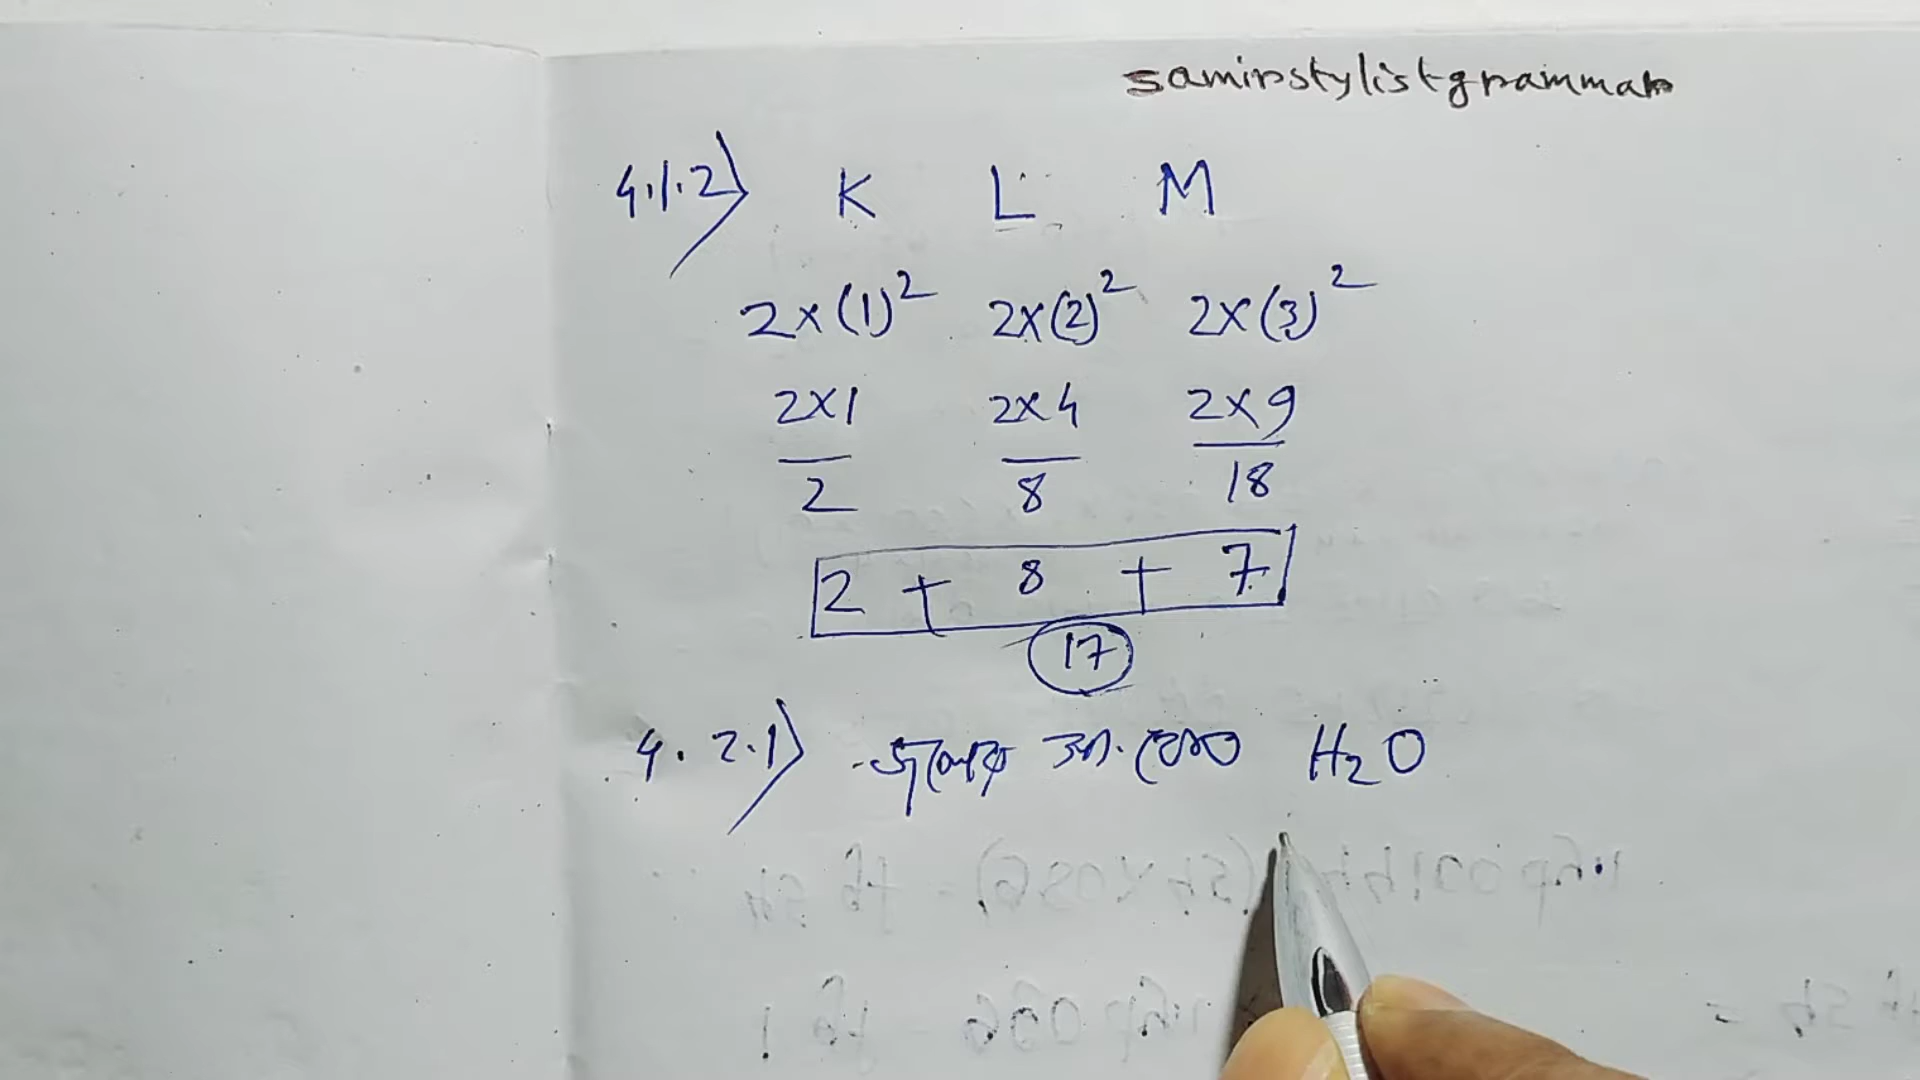 samirstylistgrammar
4.1.2) K L M
2×(1)² 2×(2)² 2×(3)²
2×1 2×4 2×9
2 8 18
2 + 8 + 7
17
4.2.1) H₂O